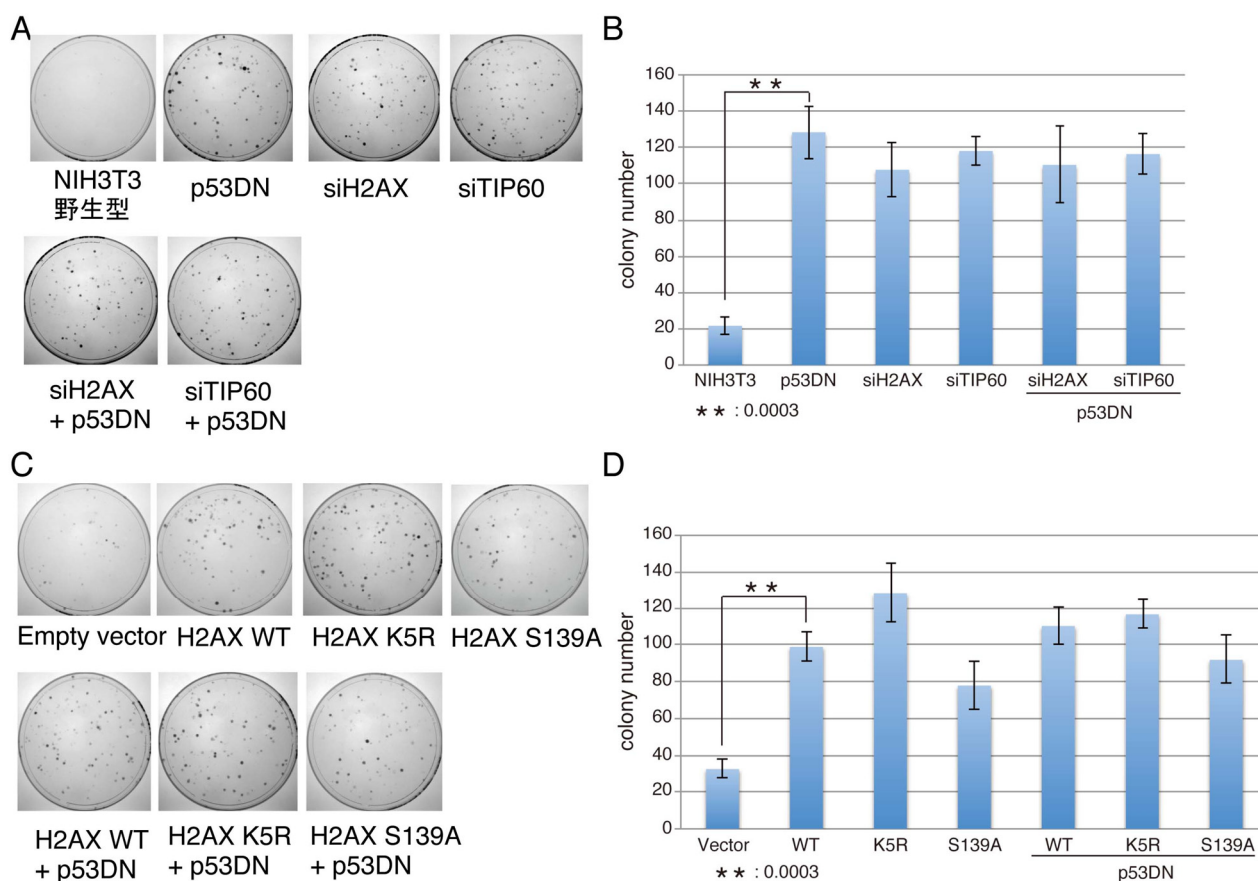 A
NIH3T3
野生型
p53DN
siH2AX
siTIP60
siH2AX
+ p53DN
siTIP60
+ p53DN
B
colony number
160
140
120
100
80
60
40
20
0
NIH3T3
p53DN
siH2AX
siTIP60
siH2AX
siTIP60
p53DN
** 
** : 0.0003
C
Empty vector
H2AX WT
H2AX K5R
H2AX S139A
H2AX WT
+ p53DN
H2AX K5R
+ p53DN
H2AX S139A
+ p53DN
D
colony number
160
140
120
100
80
60
40
20
0
**
Vector
WT
K5R
S139A
WT
K5R
S139A
p53DN
** : 0.0003